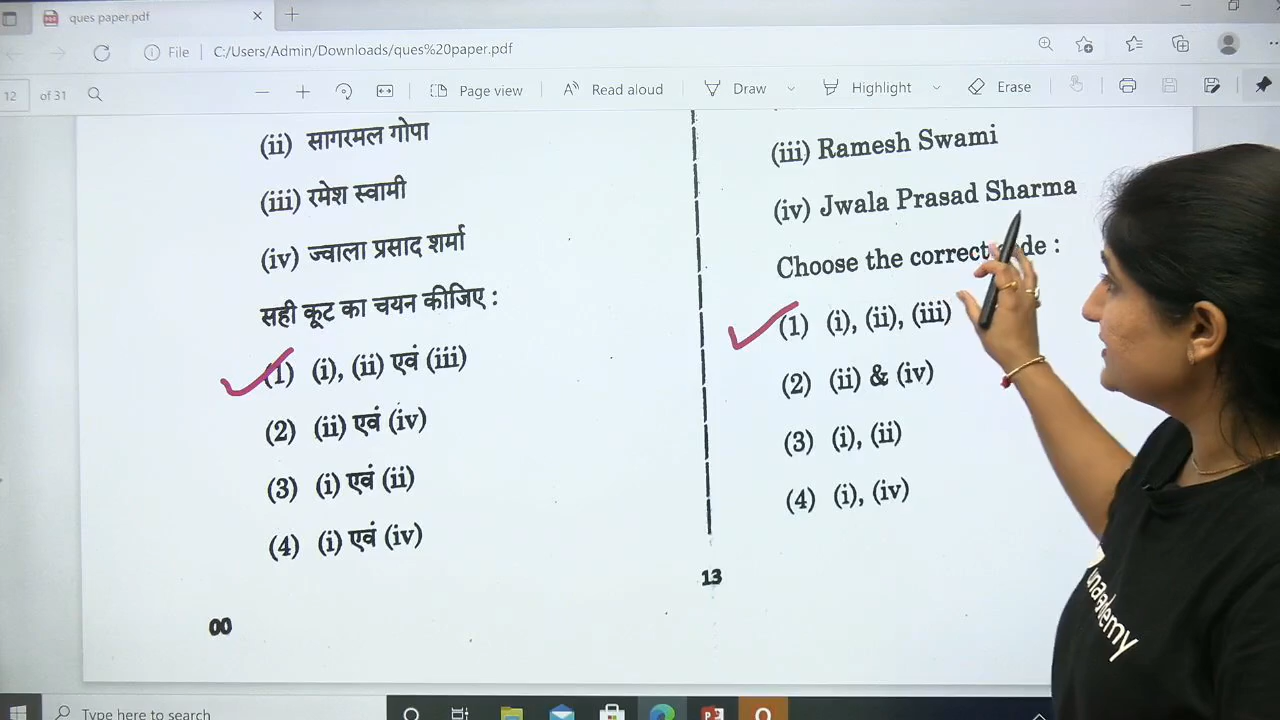 ques paper.pdf
File C:/Users/Admin/Downloads/ques%20paper.pdf
12 of 31 Page view Read aloud Draw Highlight Erase
(ii) सागरमल गोपा
(iii) रमेश स्वामी
(iv) ज्वाला प्रसाद शर्मा
सही कूट का चयन कीजिए :
(1) (i), (ii) एवं (iii)
(2) (ii) एवं (iv)
(3) (i) एवं (ii)
(4) (i) एवं (iv)
00
(iii) Ramesh Swami
(iv) Jwala Prasad Sharma
Choose the correct :
(1) (i), (ii), (iii)
(2) (ii) & (iv)
(3) (i), (ii)
(4) (i), (iv)
13
unacademy
Type here to search